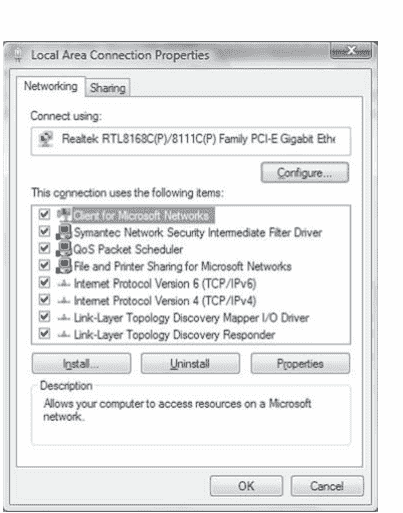 Local Area Connection Properties
Networking
Sharing
Connect using:
Realtek RTL8168C(P)/8111C(P) Family PCI-E Gigabit Ethe
Configure...
This connection uses the following items:
Client for Microsoft Networks
Symantec Network Security Intermediate Filter Driver
QoS Packet Scheduler
File and Printer Sharing for Microsoft Networks
Internet Protocol Version 6 (TCP/IPv6)
Internet Protocol Version 4 (TCP/IPv4)
Link-Layer Topology Discovery Mapper I/O Driver
Link-Layer Topology Discovery Responder
Install...
Uninstall
Properties
Description
Allows your computer to access resources on a Microsoft
network.
OK
Cancel